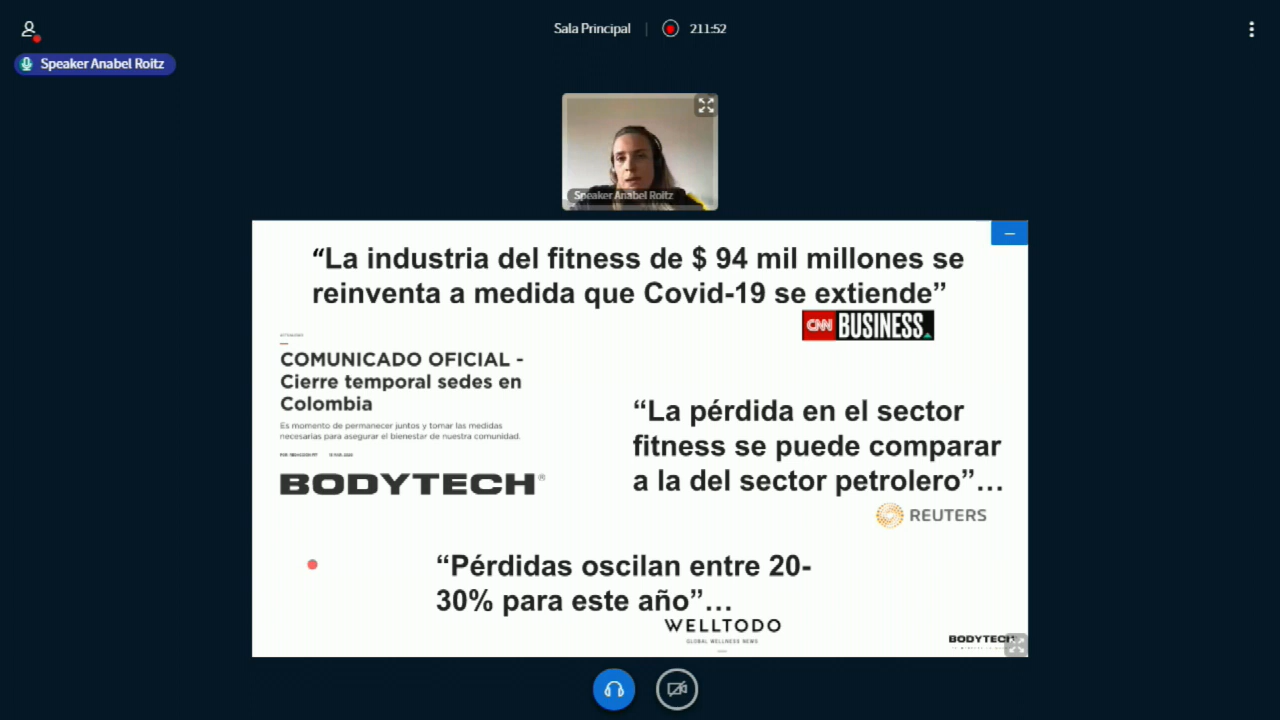 Sala Principal
211:52
Speaker Anabel Roitz
Speaker Anabel Roitz
“La industria del fitness de $ 94 mil millones se
reinventa a medida que Covid-19 se extiende”
CNN BUSINESS
COMUNICADO OFICIAL -
Cierre temporal sedes en
Colombia
Es momento de permanecer juntos y tomar las medidas
necesarias para asegurar el bienestar de nuestra comunidad.
BODYTECH®
“La pérdida en el sector
fitness se puede comparar
a la del sector petrolero”...
REUTERS
“Pérdidas oscilan entre 20-
30% para este año”...
WELLTODO
GLOBAL WELLNESS NEWS
BODYTECH